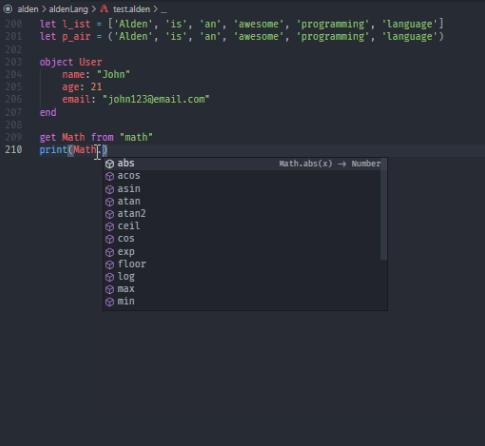 alden > aldenLang > test.alden > ...
200 let l_ist = ['Alden', 'is', 'an', 'awesome', 'programming', 'language']
201 let p_air = ('Alden', 'is', 'an', 'awesome', 'programming', 'language')
202
203 object User
204 name: "John"
205 age: 21
206 email: "john123@email.com"
207 end
208
209 get Math from "math"
210 print(Math.)
abs Math.abs(x) → Number
acos
asin
atan
atan2
ceil
cos
exp
floor
log
max
min